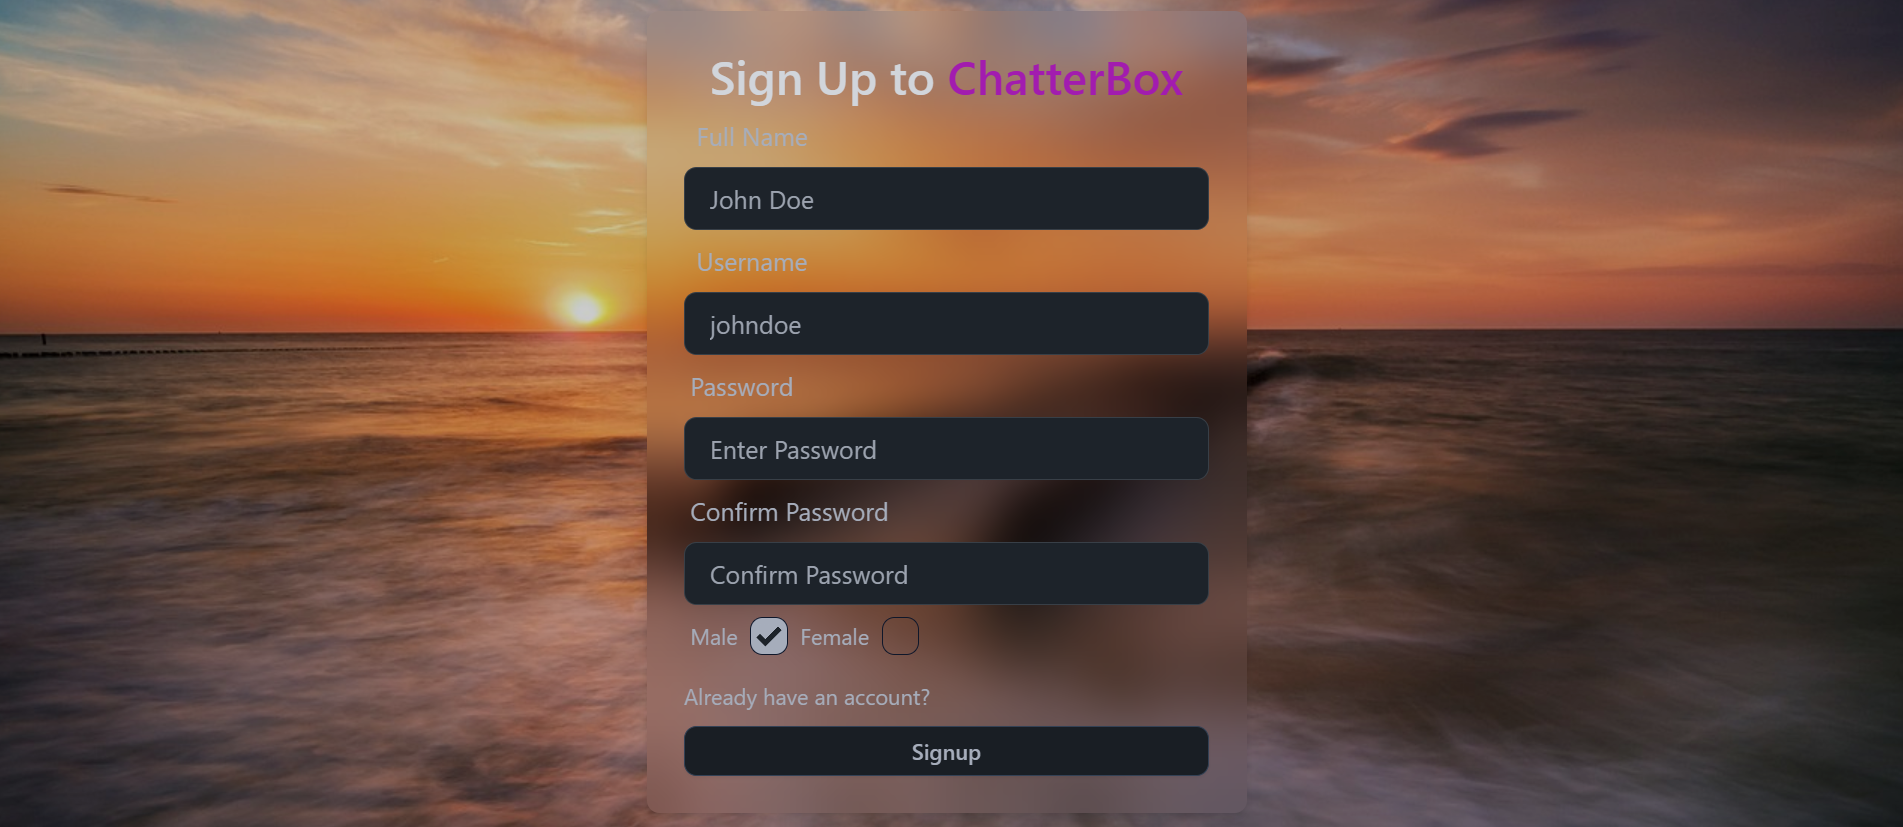 Sign Up to ChatterBox
Full Name
John Doe
Username
johndoe
Password
Enter Password
Confirm Password
Confirm Password
Male Female
Already have an account?
Signup